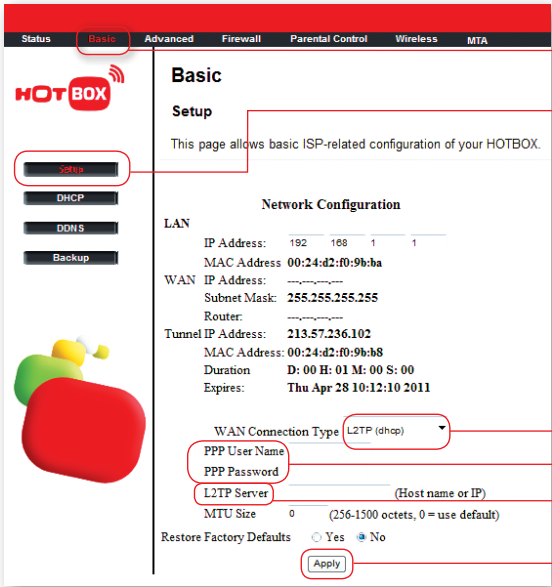 Status Basic Advanced Firewall Parental Control Wireless MTA
HOT BOX
Basic
Setup
This page allows basic ISP-related configuration of your HOTBOX.
Setup
DHCP
DDNS
Backup
Network Configuration
LAN
IP Address: 192 168 1 1
MAC Address 00:24:d2:f0:9b:ba
WAN IP Address: ---.---.---.---
Subnet Mask: 255.255.255.255
Router: ---.---.---.---
Tunnel IP Address: 213.57.236.102
MAC Address: 00:24:d2:f0:9b:b8
Duration D: 00 H: 01 M: 00 S: 00
Expires: Thu Apr 28 10:12:10 2011
WAN Connection Type L2TP (dhcp)
PPP User Name
PPP Password
L2TP Server (Host name or IP)
MTU Size 0 (256-1500 octets, 0 = use default)
Restore Factory Defaults Yes No
Apply